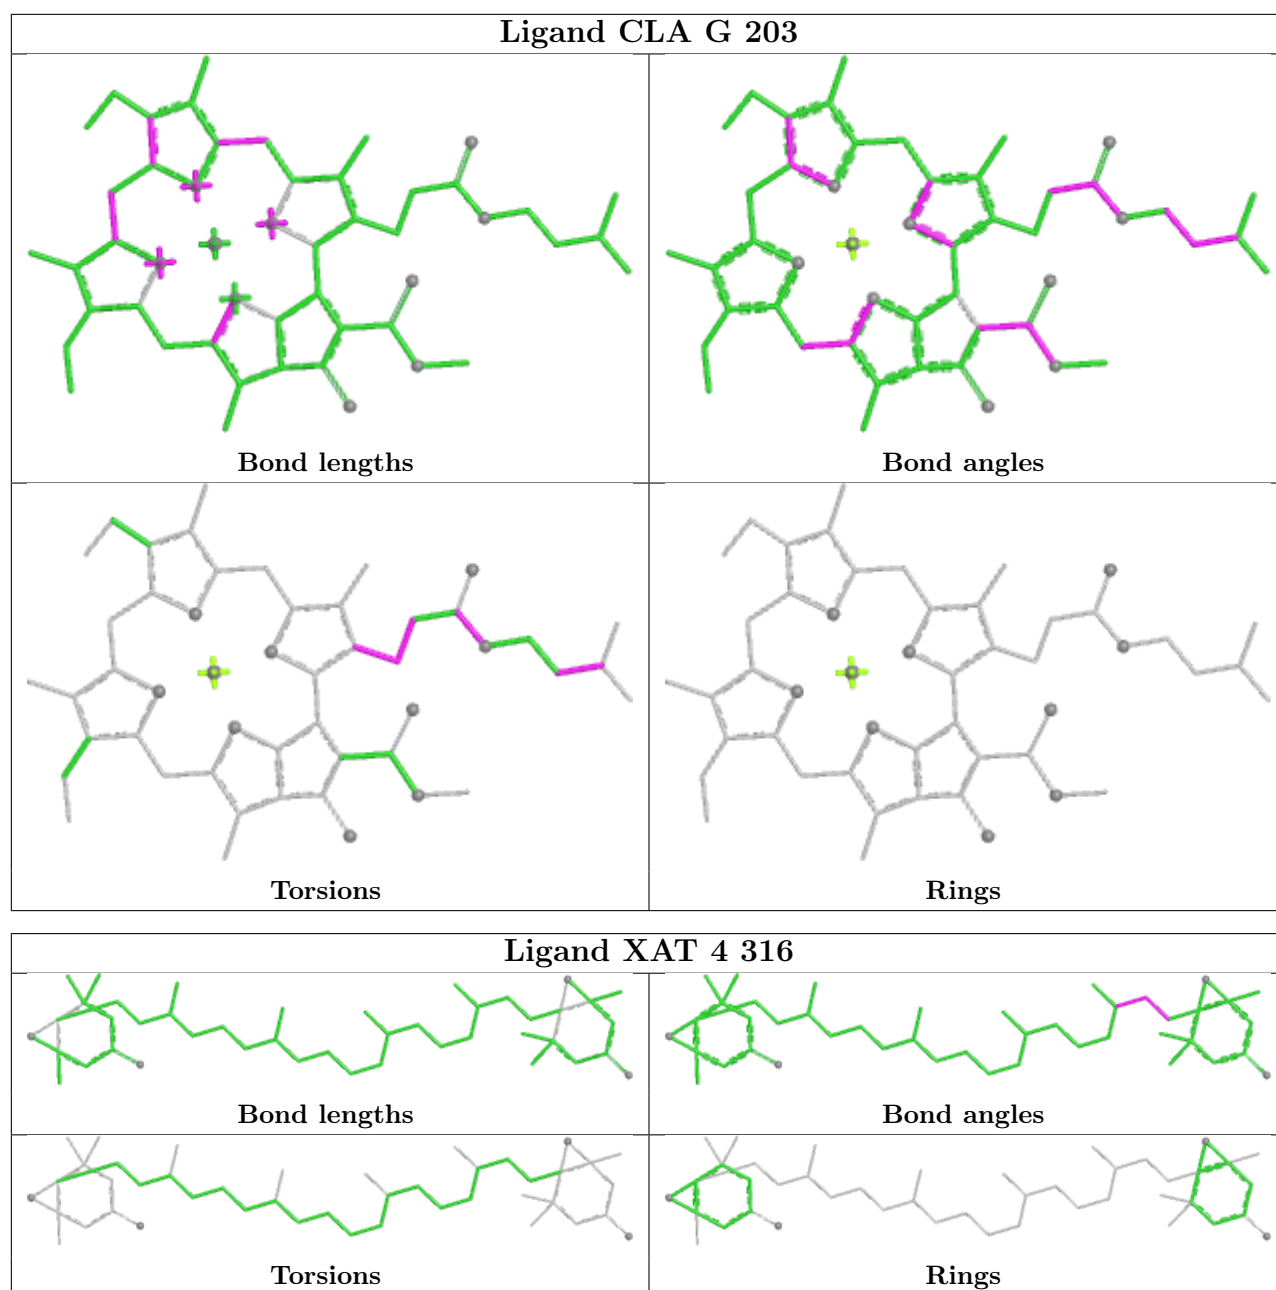 Ligand CLA G 203
Bond lengths
Bond angles
Torsions
Rings
Ligand XAT 4 316
Bond lengths
Bond angles
Torsions
Rings